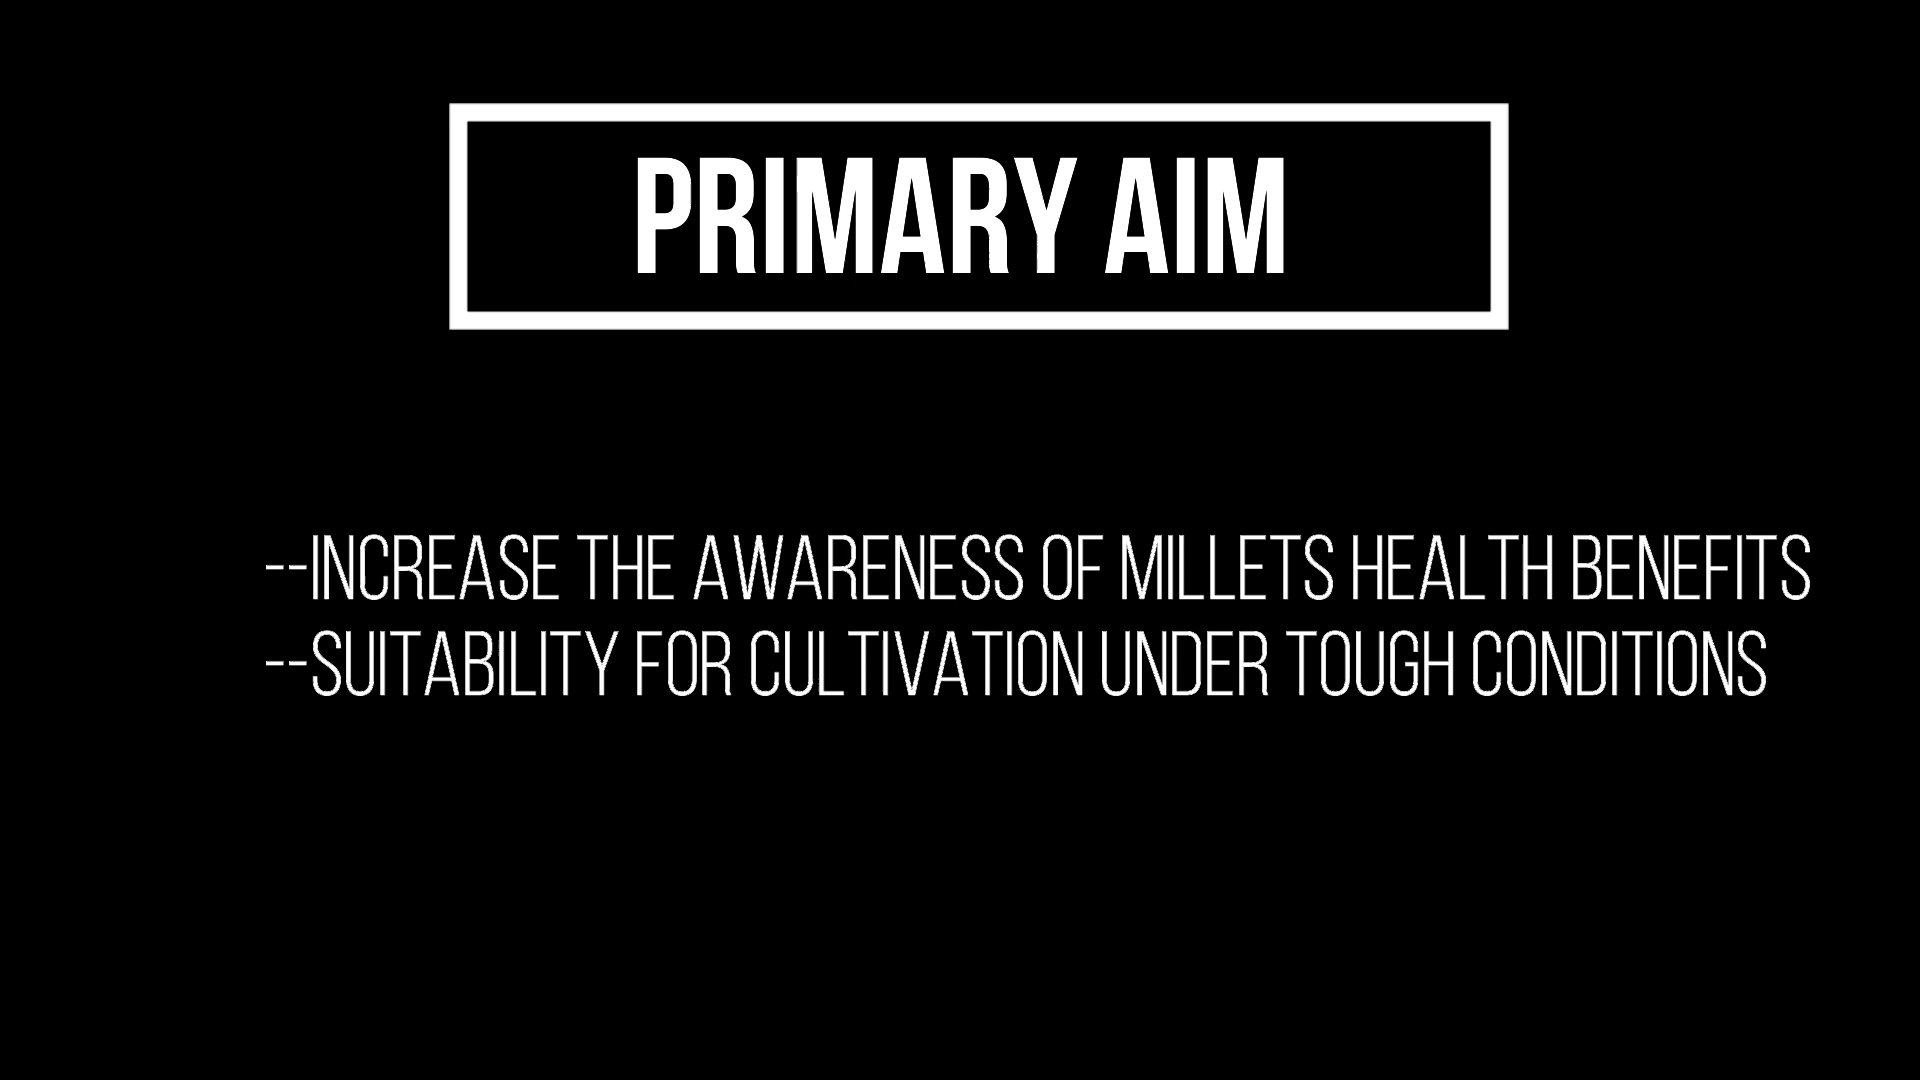 PRIMARY AIM
--INCREASE THE AWARENESS OF MILLETS HEALTH BENEFITS
--SUITABILITY FOR CULTIVATION UNDER TOUGH CONDITIONS